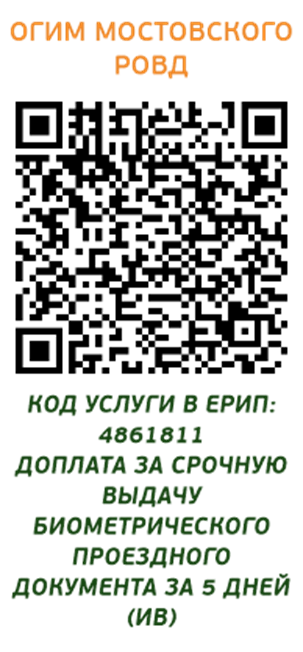 ОГИМ МОСТОВСКОГО
РОВД
КОД УСЛУГИ В ЕРИП:
4861811
ДОПЛАТА ЗА СРОЧНУЮ
ВЫДАЧУ
БИОМЕТРИЧЕСКОГО
ПРОЕЗДНОГО
ДОКУМЕНТА ЗА 5 ДНЕЙ
(ИВ)